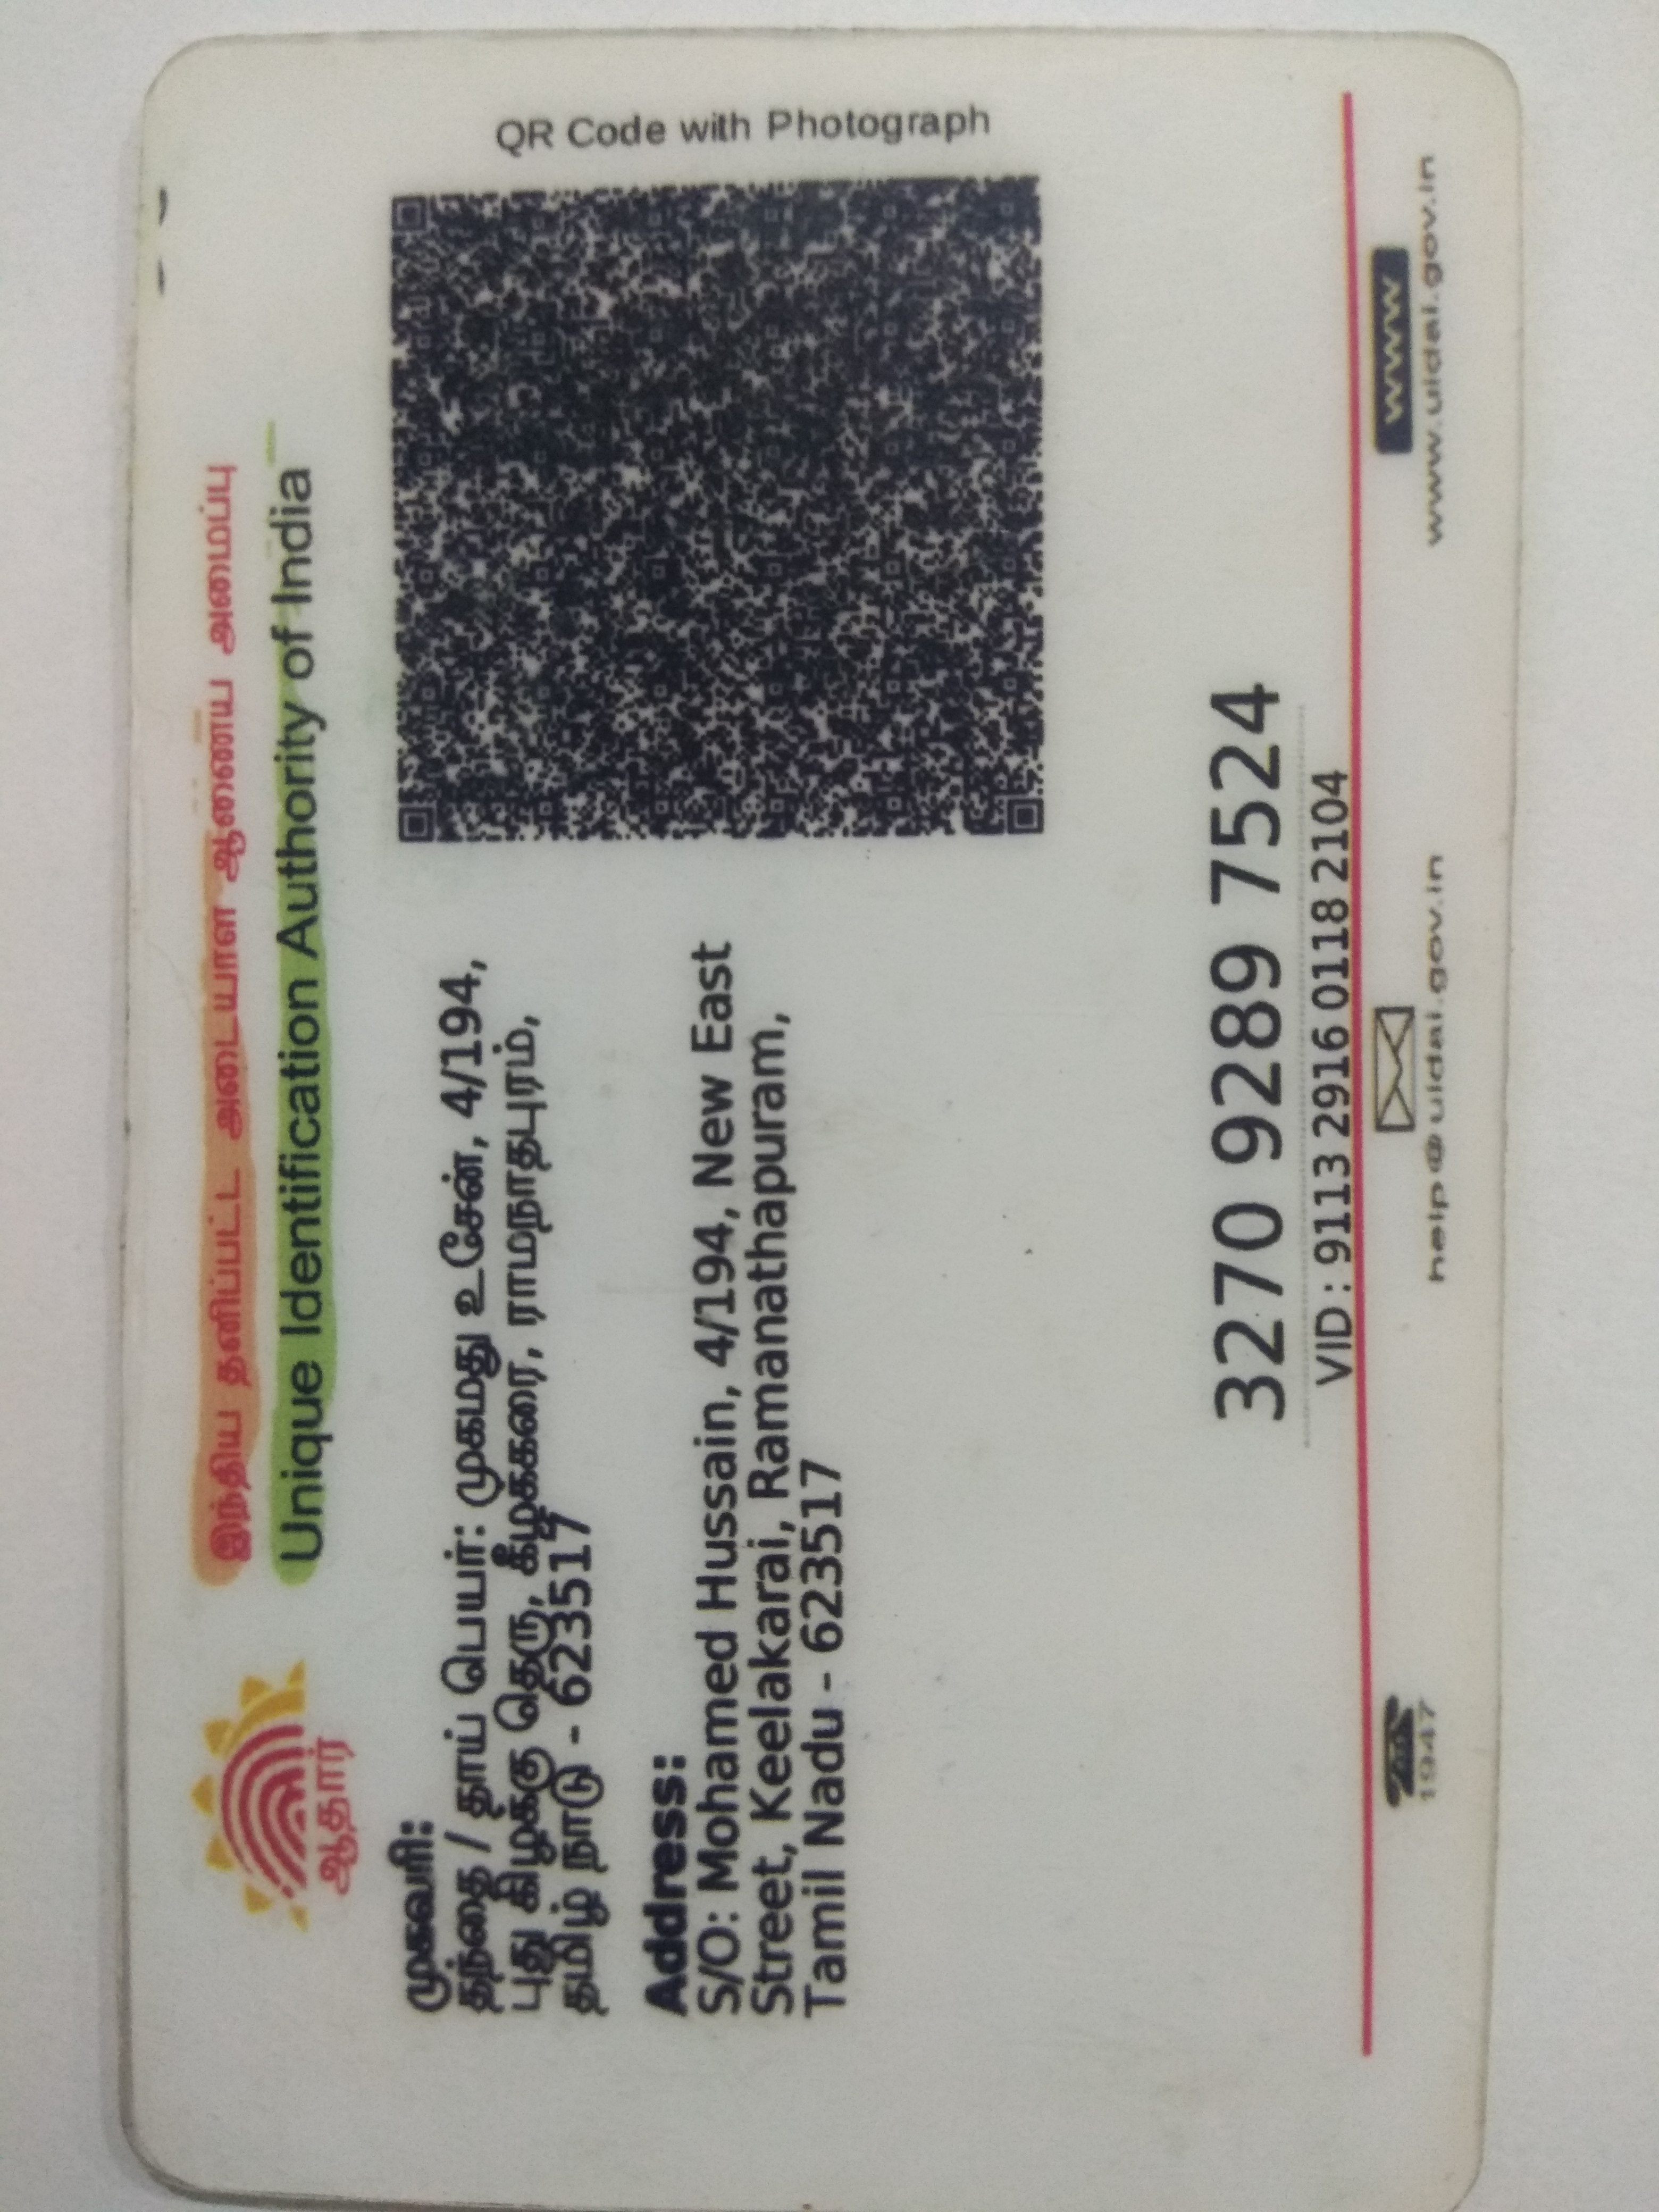 இந்திய தனிப்பட்ட அடையாள ஆணைய அமைப்பு
Unique Identification Authority of India
ஆதார்
முகவரி:
தந்தை / தாய் பெயர்: முகமது உசேன், 4/194,
புது கிழக்கு தெரு, கீழக்கரை, ராமநாதபுரம்,
தமிழ் நாடு - 623517
Address:
S/O: Mohamed Hussain, 4/194, New East
Street, Keelakarai, Ramanathapuram,
Tamil Nadu - 623517
QR Code with Photograph
3270 9289 7524
VID : 9113 2916 0118 2104
1947
help@uidai.gov.in
www
www.uidai.gov.in